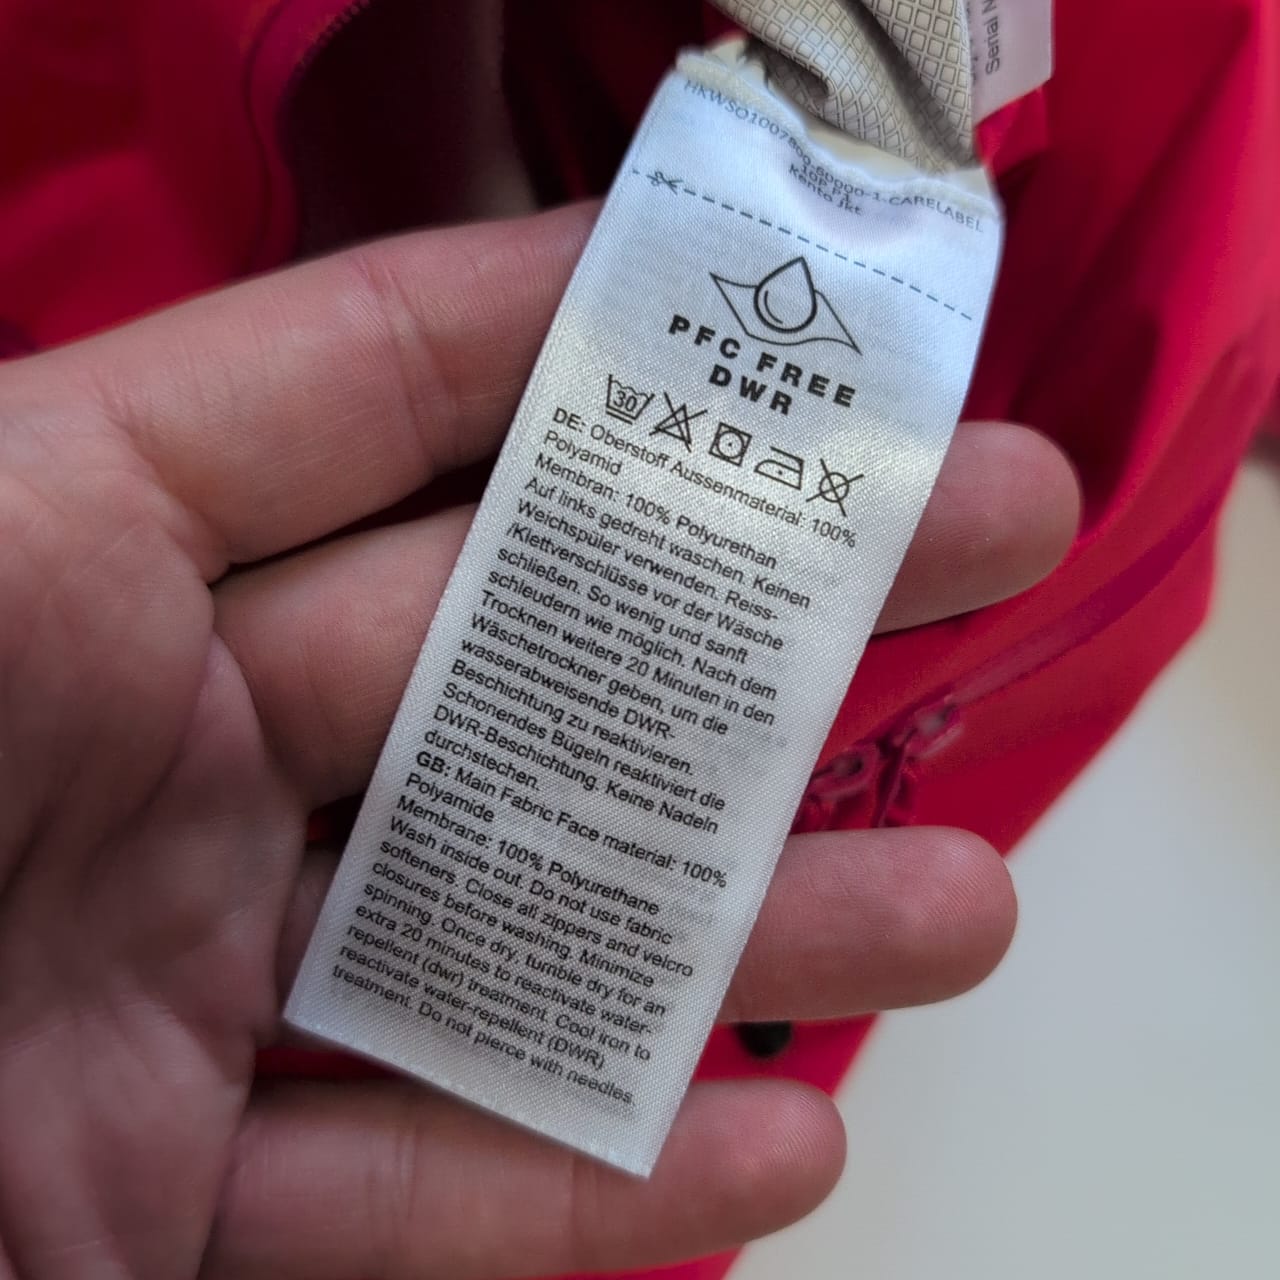 Serial N
HKWSO1007800-60000-1-CARELABEL
Kento Jkt
PFC FREE
DWR
30
DE: Oberstoff Aussenmaterial: 100%
Polyamid
Membran: 100% Polyurethan
Auf links gedreht waschen. Keinen
Weichspüler verwenden. Reiss-
/Klettverschlüsse vor der Wäsche
schließen. So wenig und sanft
schleudern wie möglich. Nach dem
Trocknen weitere 20 Minuten in den
Wäschetrockner geben, um die
wasserabweisende DWR-
Beschichtung zu reaktivieren.
Schonendes Bügeln reaktiviert die
DWR-Beschichtung. Keine Nadeln
durchstechen.
GB: Main Fabric Face material: 100%
Polyamide
Membrane: 100% Polyurethane
Wash inside out. Do not use fabric
softeners. Close all zippers and velcro
closures before washing. Minimize
spinning. Once dry, tumble dry for an
extra 20 minutes to reactivate water-
repellent (dwr) treatment. Cool iron to
reactivate water-repellent (DWR)
treatment. Do not pierce with needles.